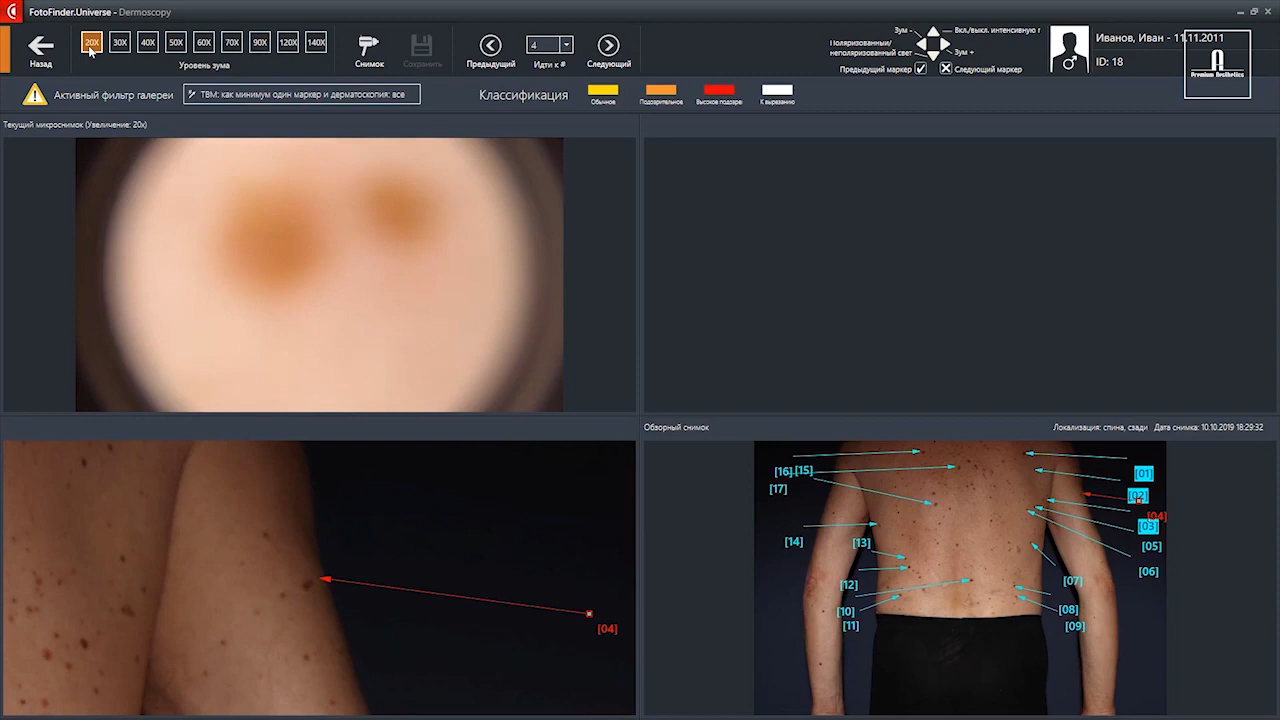 FotoFinder.Universe - Dermoscopy
Назад
20X 30X 40X 50X 60X 70X 90X 120X 140X
Уровень зума
Снимок
Сохранить
Предыдущий
4
Идти к #
Следующий
Зум -
Вкл./выкл. интенсивную г
Поляризованный/
неполяризованный свет
Зум +
Предыдущий маркер
Следующий маркер
Иванов, Иван - 11.11.2011
ID: 18
Premium Aesthetics
Активный фильтр галереи
TBM: как минимум один маркер и дерматоскопия: все
Классификация
Обычное
Подозрительное
Высокое подозре
К вырезанию
Текущий микроснимок (Увеличение: 20x)
Обзорный снимок
Локализация: спина, сзади
Дата снимка: 10.10.2019 18:29:32
[04]
[16]
[15]
[17]
[14]
[13]
[12]
[10]
[11]
[01]
[02]
[04]
[03]
[05]
[06]
[07]
[08]
[09]